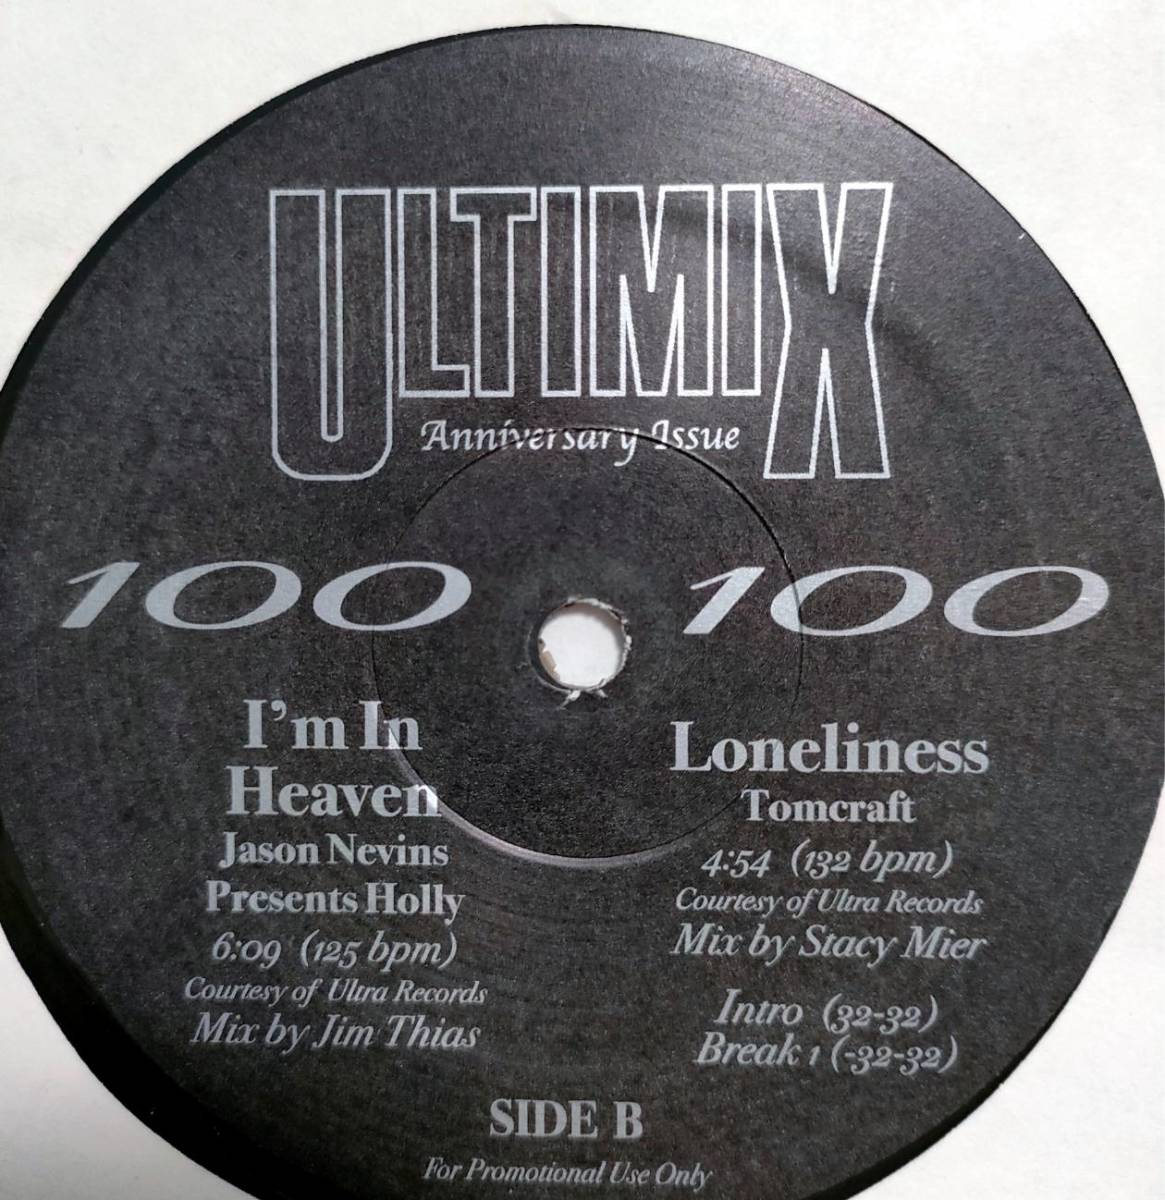 ULTIMIX
Anniversary Issue
100 100
I'm In
Heaven
Jason Nevins
Presents Holly
6:09 (125 bpm)
Courtesy of Ultra Records
Mix by Jim Thias
Loneliness
Tomcraft
4:54 (132 bpm)
Courtesy of Ultra Records
Mix by Stacy Mier
Intro (32-32)
Break 1 (-32-32)
SIDE B
For Promotional Use Only